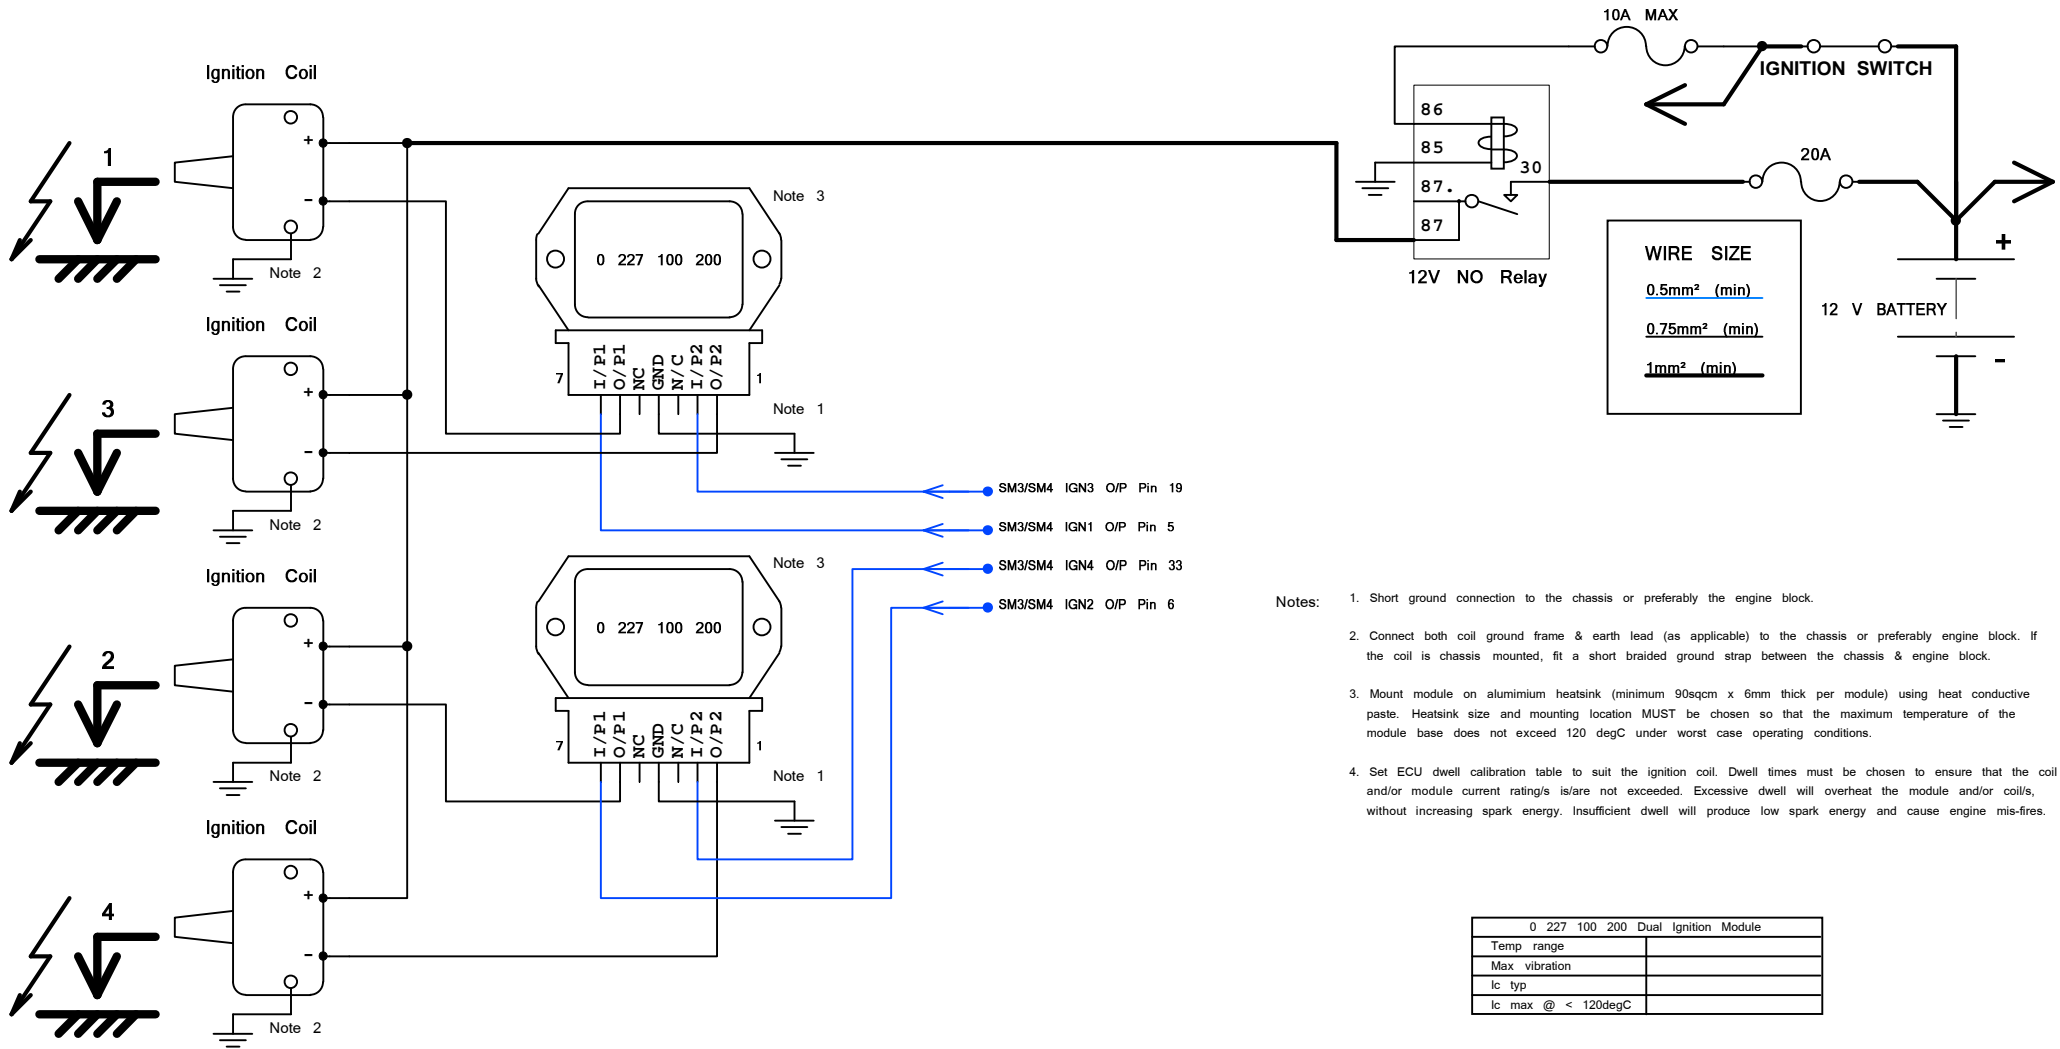 10A MAX
IGNITION SWITCH
Ignition Coil
1
+
-
Note 2
Ignition Coil
3
+
-
Note 2
Ignition Coil
2
+
-
Note 2
Ignition Coil
4
+
-
Note 2
Note 3
0 227 100 200
I/P1
O/P1
NC
GND
N/C
I/P2
O/P2
7
1
Note 1
Note 3
0 227 100 200
I/P1
O/P1
NC
GND
N/C
I/P2
O/P2
7
1
Note 1
SM3/SM4 IGN3 O/P Pin 19
SM3/SM4 IGN1 O/P Pin 5
SM3/SM4 IGN4 O/P Pin 33
SM3/SM4 IGN2 O/P Pin 6
86
85
30
87.
87
12V NO Relay
20A
WIRE SIZE
0.5mm² (min)
0.75mm² (min)
1mm² (min)
+
12 V BATTERY
-
Notes:
1. Short ground connection to the chassis or preferably the engine block.
2. Connect both coil ground frame & earth lead (as applicable) to the chassis or preferably engine block. If
the coil is chassis mounted, fit a short braided ground strap between the chassis & engine block.
3. Mount module on alumimium heatsink (minimum 90sqcm x 6mm thick per module) using heat conductive
paste. Heatsink size and mounting location MUST be chosen so that the maximum temperature of the
module base does not exceed 120 degC under worst case operating conditions.
4. Set ECU dwell calibration table to suit the ignition coil. Dwell times must be chosen to ensure that the coil
and/or module current rating/s is/are not exceeded. Excessive dwell will overheat the module and/or coil/s,
without increasing spark energy. Insufficient dwell will produce low spark energy and cause engine mis-fires.
0 227 100 200 Dual Ignition Module
Temp range
Max vibration
Ic typ
Ic max @ < 120degC